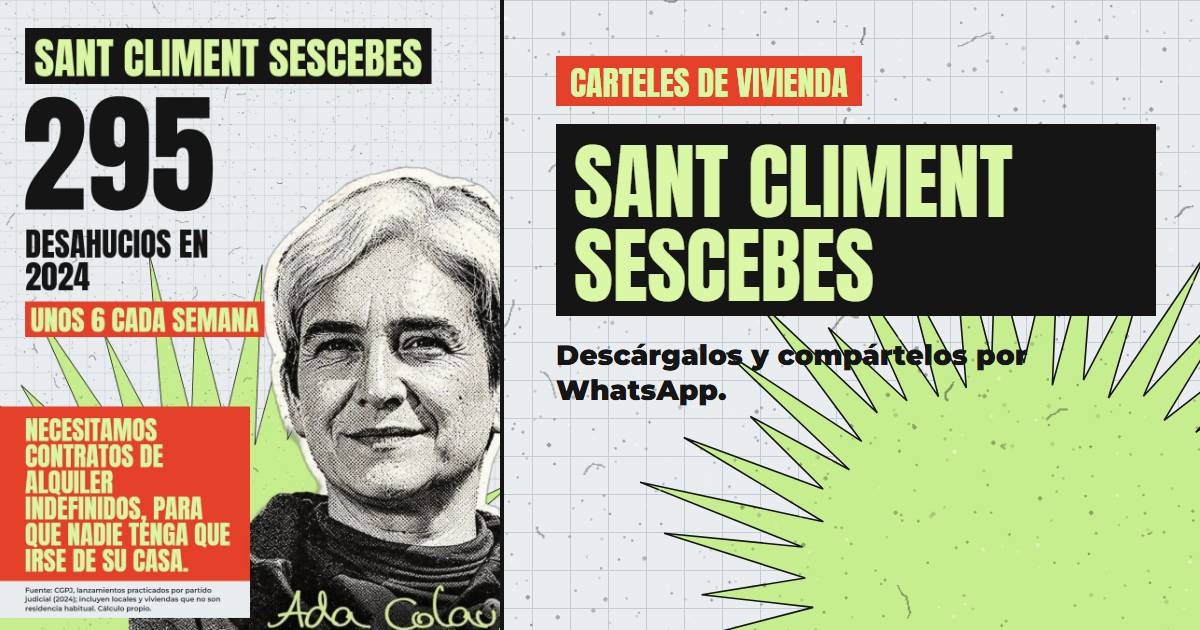 SANT CLIMENT SESCEBES
295
DESAHUCIOS EN
2024
UNOS 6 CADA SEMANA
NECESITAMOS
CONTRATOS DE
ALQUILER
INDEFINIDOS, PARA
QUE NADIE TENGA QUE
IRSE DE SU CASA.
Fuente: CGPJ, lanzamientos practicados por partido
judicial (2024); incluyen locales y viviendas que no son
residencia habitual. Cálculo propio.
Ada Colau
CARTELES DE VIVIENDA
SANT CLIMENT
SESCEBES
Descárgalos y compártelos por
WhatsApp.